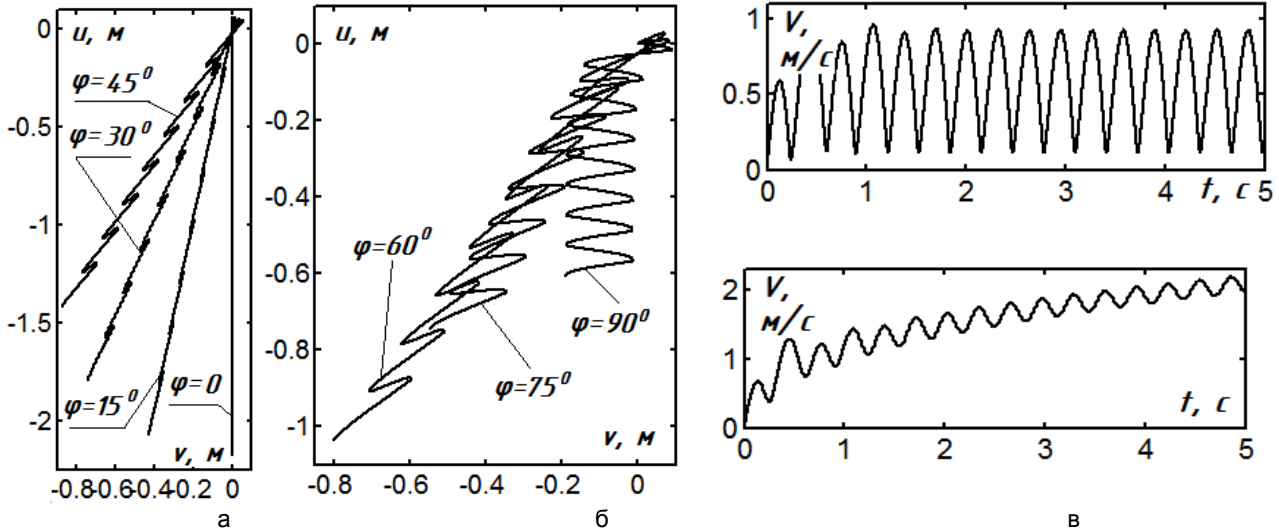 u, м
0
φ=45⁰
-0.5
φ=30⁰
-1
-1.5
φ=15⁰
φ=0
-2
v, м
-0.8 -0.6 -0.4 -0.2 0
а
u, м
0
-0.2
-0.4
φ=60⁰
-0.6
φ=90⁰
-0.8
φ=75⁰
-1
v, м
-0.8 -0.6 -0.4 -0.2 0
б
1
V,
м/с
0.5
0
0 1 2 3 4 5
t, с
2
V,
м/с
1
t, с
0
0 1 2 3 4 5
в